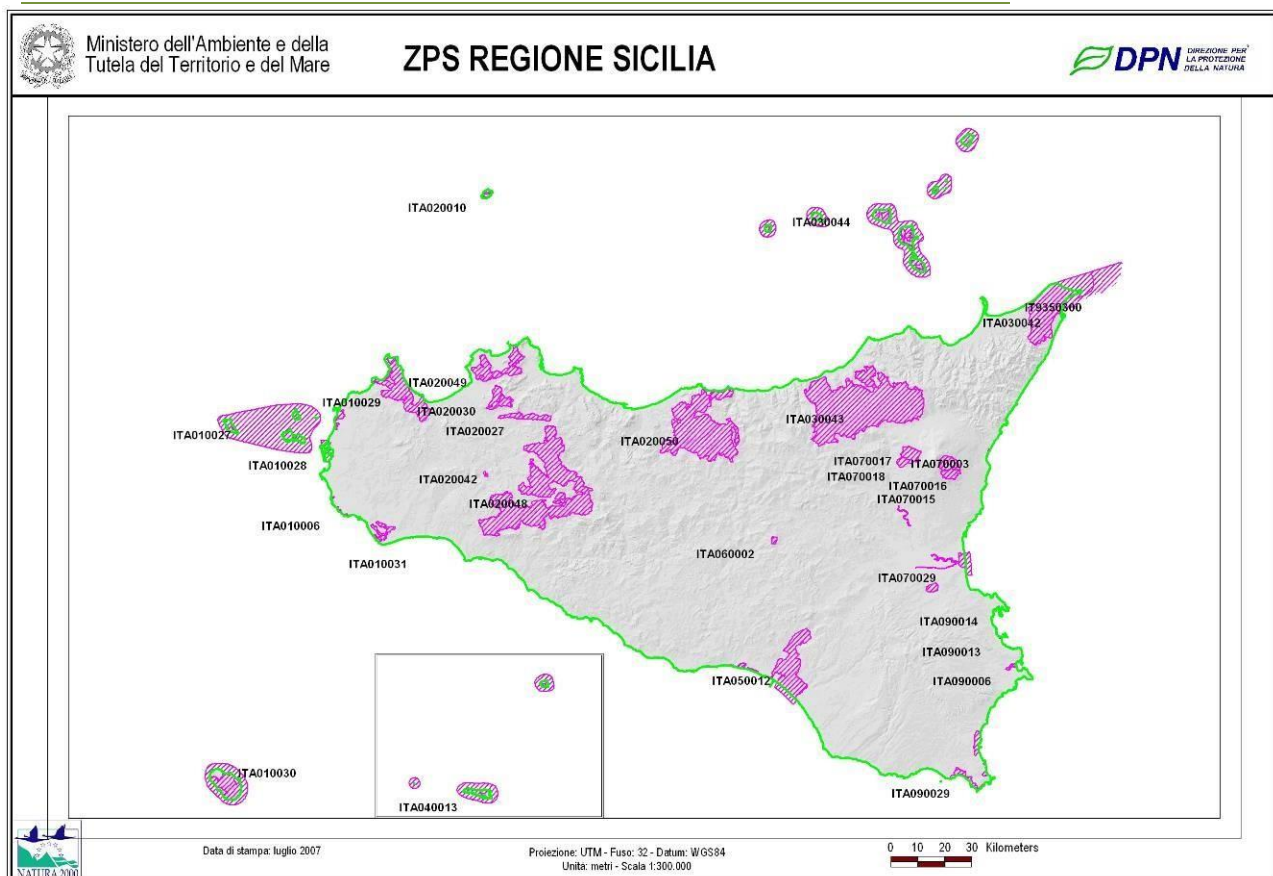 Ministero dell'Ambiente e della
Tutela del Territorio e del Mare
ZPS REGIONE SICILIA
DPN
DIREZIONE PER
LA PROTEZIONE
DELLA NATURA
ITA020010
ITA030044
IT9350300
ITA030042
ITA020049
ITA010029
ITA020030
ITA030043
ITA010027
ITA020027
ITA020050
ITA010028
ITA070017
ITA070003
ITA020042
ITA070018
ITA070016
ITA070015
ITA020048
ITA010006
ITA060002
ITA010031
ITA070029
ITA090014
ITA090013
ITA050012
ITA090006
ITA010030
ITA090029
ITA040013
NATURA 2000
Data di stampa: luglio 2007
Proiezione: UTM - Fuso: 32 - Datum: WGS84
Unità: metri - Scala 1:300.000
0 10 20 30 Kilometers